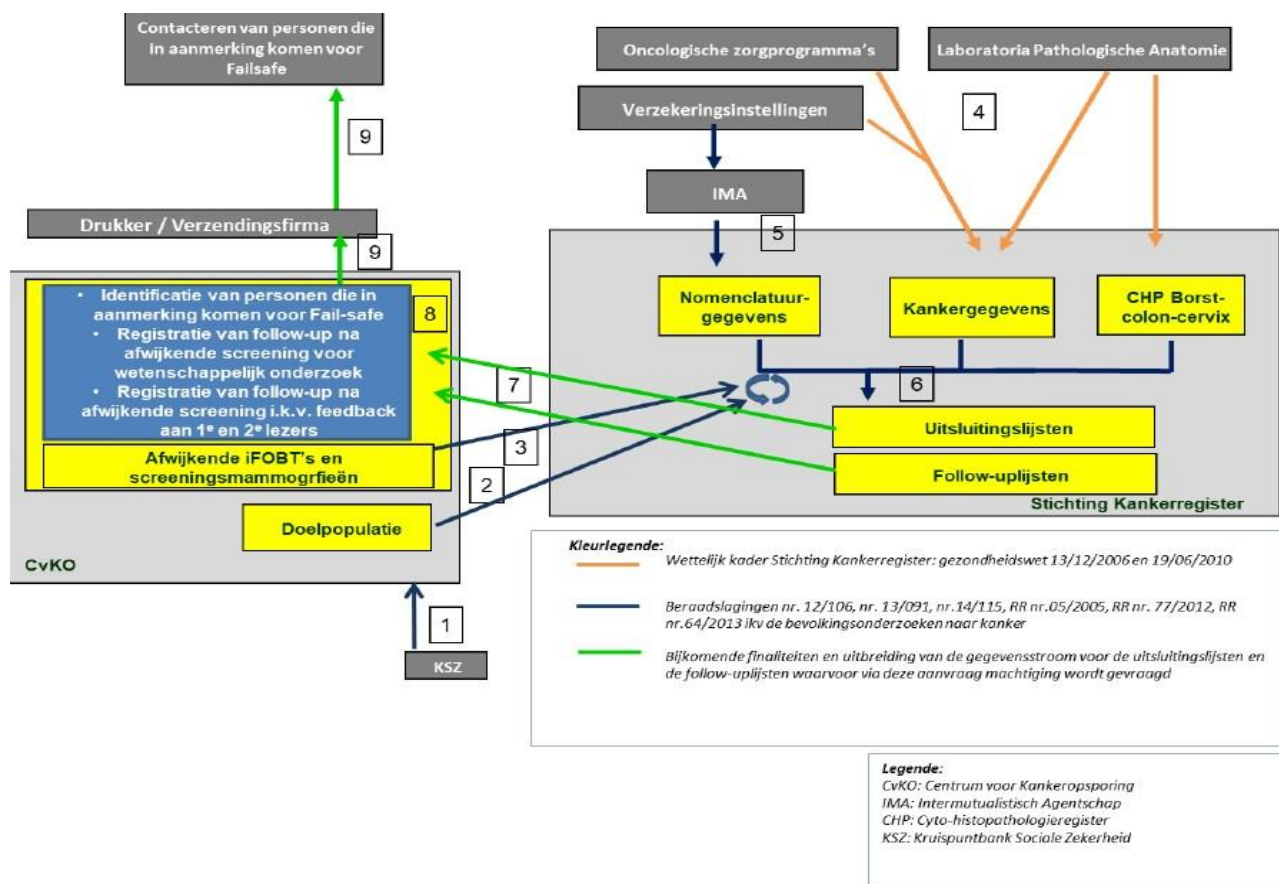 Contacteren van personen die
in aanmerking komen voor
Failsafe
Oncologische zorgprogramma's
Laboratoria Pathologische Anatomie
Verzekeringsinstellingen
4
9
IMA
Drukker / Verzendingsfirma
5
9
• Identificatie van personen die in
aanmerking komen voor Fail-safe
• Registratie van follow-up na
afwijkende screening voor
wetenschappelijk onderzoek
• Registratie van follow-up na
afwijkende screening i.k.v. feedback
aan 1e en 2e lezers
8
Nomenclatuur-
gegevens
Kankergegevens
CHP Borst-
colon-cervix
7
6
3
Uitsluitingslijsten
Afwijkende iFOBT's en
screeningsmammogrfieën
Follow-uplijsten
2
Stichting Kankerregister
Doelpopulatie
CvKO
1
KSZ
Kleurlegende:
Wettelijk kader Stichting Kankerregister: gezondheidswet 13/12/2006 en 19/06/2010
Beraadslagingen nr. 12/106, nr. 13/091, nr.14/115, RR nr.05/2005, RR nr. 77/2012, RR
nr.64/2013 ikv de bevolkingsonderzoeken naar kanker
Bijkomende finaliteiten en uitbreiding van de gegevensstroom voor de uitsluitingslijsten en
de follow-uplijsten waarvoor via deze aanvraag machtiging wordt gevraagd
Legende:
CvKO: Centrum voor Kankeropsporing
IMA: Intermutualistisch Agentschap
CHP: Cyto-histopathologieregister
KSZ: Kruispuntbank Sociale Zekerheid